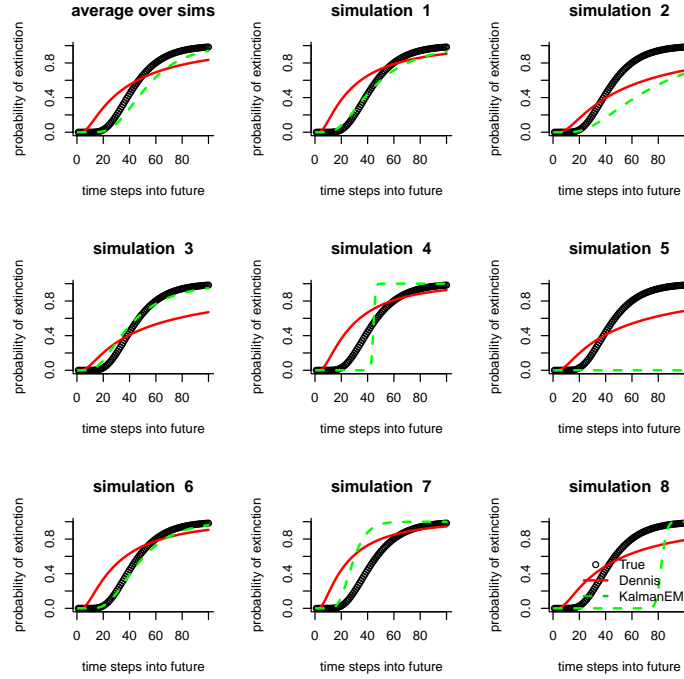 average over sims
probability of extinction
0.0 0.4 0.8
0 20 40 60 80
time steps into future
simulation 1
probability of extinction
0.0 0.4 0.8
0 20 40 60 80
time steps into future
simulation 2
probability of extinction
0.0 0.4 0.8
0 20 40 60 80
time steps into future
simulation 3
probability of extinction
0.0 0.4 0.8
0 20 40 60 80
time steps into future
simulation 4
probability of extinction
0.0 0.4 0.8
0 20 40 60 80
time steps into future
simulation 5
probability of extinction
0.0 0.4 0.8
0 20 40 60 80
time steps into future
simulation 6
probability of extinction
0.0 0.4 0.8
0 20 40 60 80
time steps into future
simulation 7
probability of extinction
0.0 0.4 0.8
0 20 40 60 80
time steps into future
simulation 8
probability of extinction
0.0 0.4 0.8
True
Dennis
KalmanEM
0 20 40 60 80
time steps into future